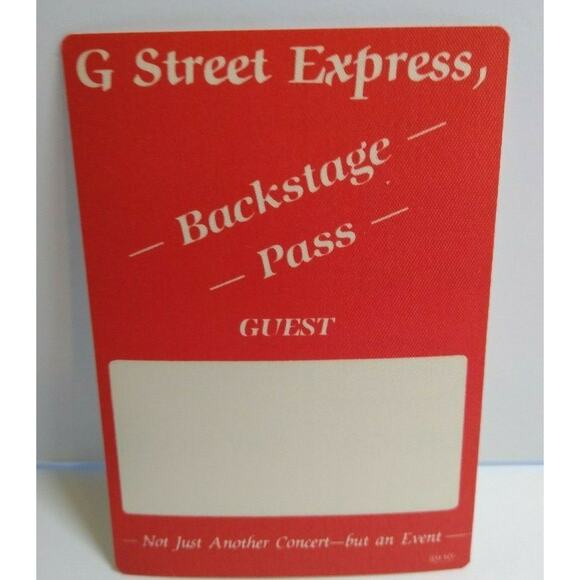 G Street Express,
— Backstage —
— Pass —
GUEST
— Not Just Another Concert—but an Event —